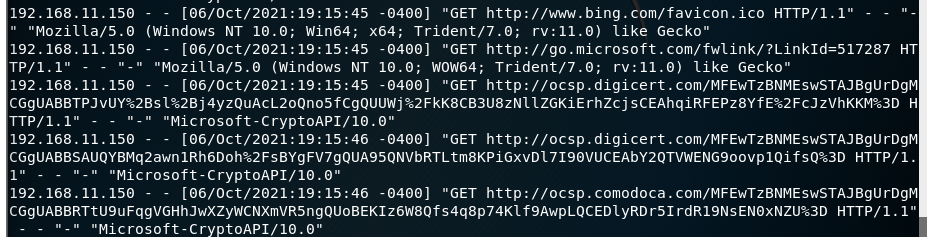 192.168.11.150 - - [06/Oct/2021:19:15:45 -0400] "GET http://www.bing.com/favicon.ico HTTP/1.1" - - "-
" "Mozilla/5.0 (Windows NT 10.0; Win64; x64; Trident/7.0; rv:11.0) like Gecko"
192.168.11.150 - - [06/Oct/2021:19:15:45 -0400] "GET http://go.microsoft.com/fwlink/?LinkId=517287 HT
TP/1.1" - - "-" "Mozilla/5.0 (Windows NT 10.0; WOW64; Trident/7.0; rv:11.0) like Gecko"
192.168.11.150 - - [06/Oct/2021:19:15:45 -0400] "GET http://ocsp.digicert.com/MFEwTzBNMEswSTAJBgUrDgM
CGgUABBTPJvUY%2Bsl%2Bj4yzQuAcL2oQno5fCgQUUWj%2FkK8CB3U8zNllZGKiErhZcjsCEAhqiRFEPz8YfE%2FcJzVhKKM%3D H
TTP/1.1" - - "-" "Microsoft-CryptoAPI/10.0"
192.168.11.150 - - [06/Oct/2021:19:15:46 -0400] "GET http://ocsp.digicert.com/MFEwTzBNMEswSTAJBgUrDgM
CGgUABBSAUQYBMq2awn1Rh6Doh%2FsBYgFV7gQUA95QNVbRTLtm8KPiGxvDl7I90VUCEAbY2QTVWENG9oovp1QifsQ%3D HTTP/1.
1" - - "-" "Microsoft-CryptoAPI/10.0"
192.168.11.150 - - [06/Oct/2021:19:15:46 -0400] "GET http://ocsp.comodoca.com/MFEwTzBNMEswSTAJBgUrDgM
CGgUABBRTtU9uFqgVGHhJwXZyWCNXmVR5ngQUoBEKIz6W8Qfs4q8p74Klf9AwpLQCEDlyRDr5IrdR19NsEN0xNZU%3D HTTP/1.1"
- - "-" "Microsoft-CryptoAPI/10.0"